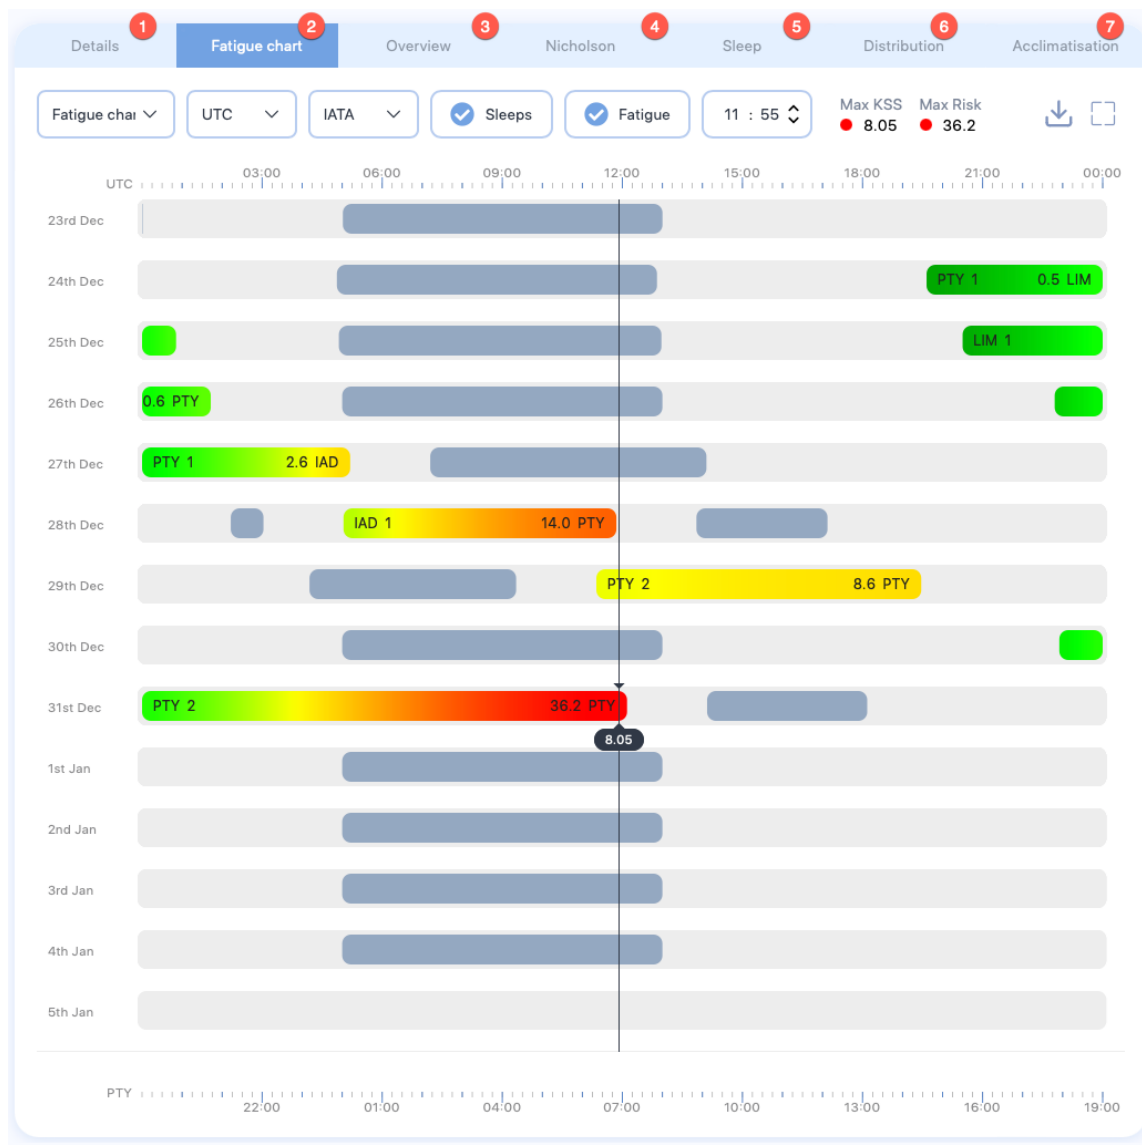 1 2 3 4 5 6 7
Details Fatigue chart Overview Nicholson Sleep Distribution Acclimatisation
Fatigue char UTC IATA Sleeps Fatigue 11 : 55 Max KSS 8.05 Max Risk 36.2
UTC 03:00 06:00 09:00 12:00 15:00 18:00 21:00 00:00
23rd Dec
24th Dec PTY 1 0.5 LIM
25th Dec LIM 1
26th Dec 0.6 PTY
27th Dec PTY 1 2.6 IAD
28th Dec IAD 1 14.0 PTY
29th Dec PTY 2 8.6 PTY
30th Dec
31st Dec PTY 2 36.2 PTY
8.05
1st Jan
2nd Jan
3rd Jan
4th Jan
5th Jan
PTY 22:00 01:00 04:00 07:00 10:00 13:00 16:00 19:00